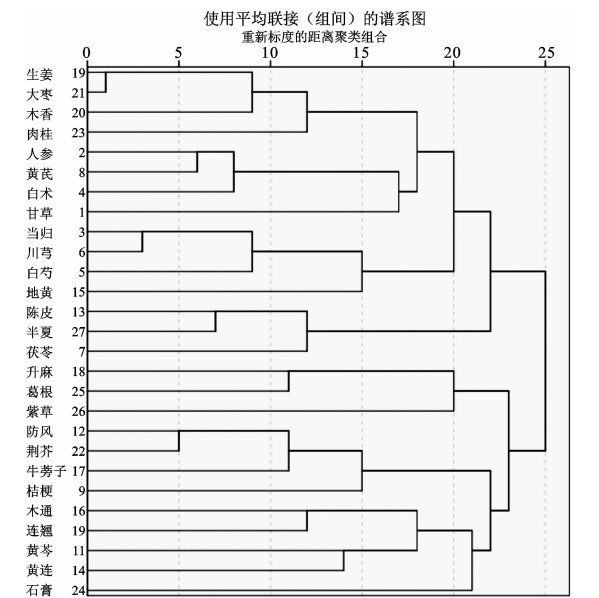 使用平均联接（组间）的谱系图
重新标度的距离聚类组合
0 5 10 15 20 25
生姜 19
大枣 21
木香 20
肉桂 23
人参 2
黄芪 8
白术 4
甘草 1
当归 3
川芎 6
白芍 5
地黄 15
陈皮 13
半夏 27
茯苓 7
升麻 18
葛根 25
紫草 26
防风 12
荆芥 22
牛蒡子 17
桔梗 9
木通 16
连翘 19
黄芩 11
黄连 14
石膏 24